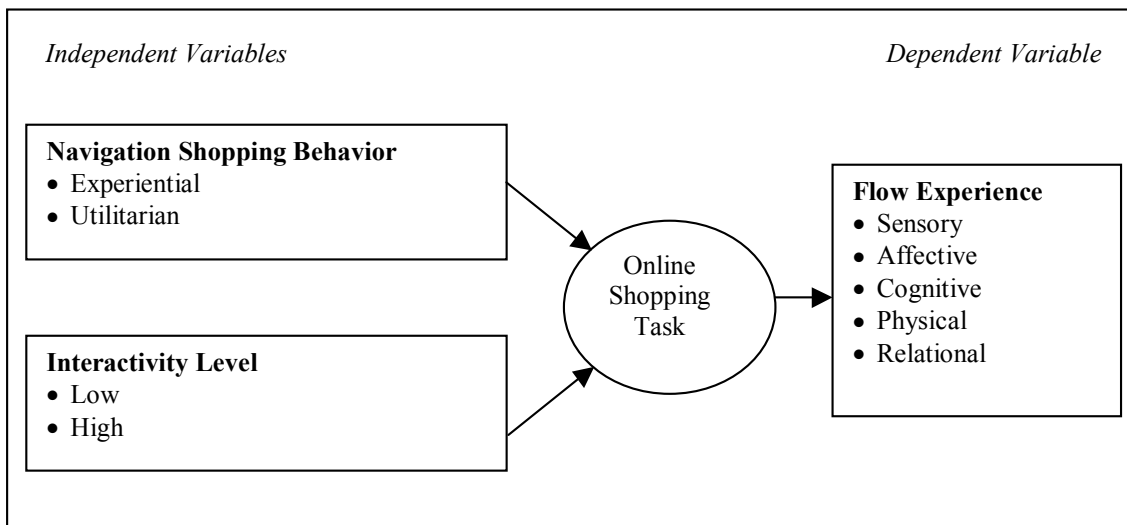 Independent Variables
Dependent Variable
Navigation Shopping Behavior
• Experiential
• Utilitarian
Interactivity Level
• Low
• High
Online
Shopping
Task
Flow Experience
• Sensory
• Affective
• Cognitive
• Physical
• Relational